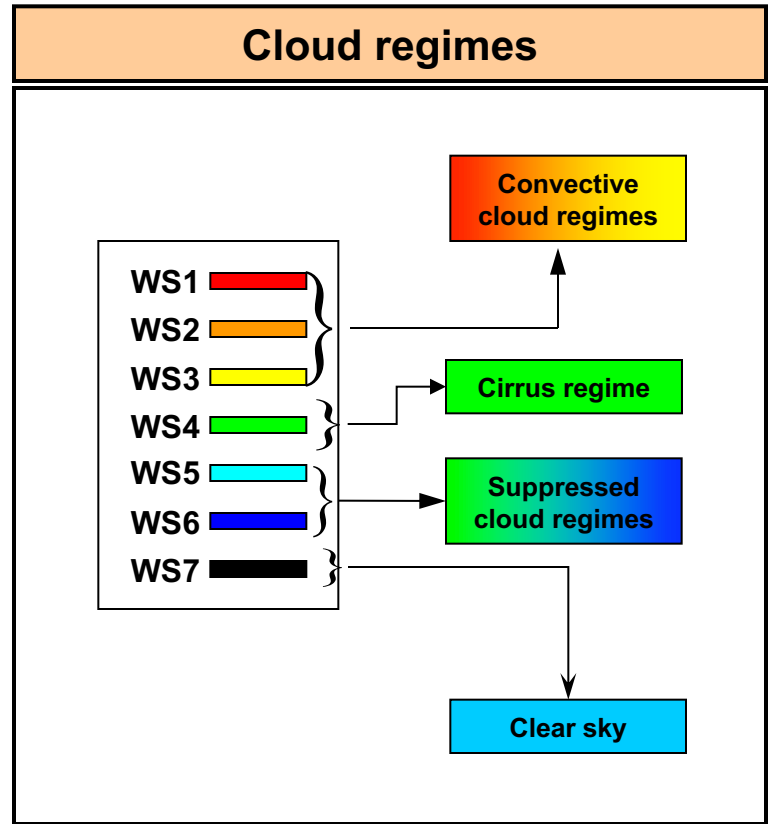 Cloud regimes
Convective
cloud regimes
WS1
WS2
WS3
WS4
WS5
WS6
WS7
Cirrus regime
Suppressed
cloud regimes
Clear sky